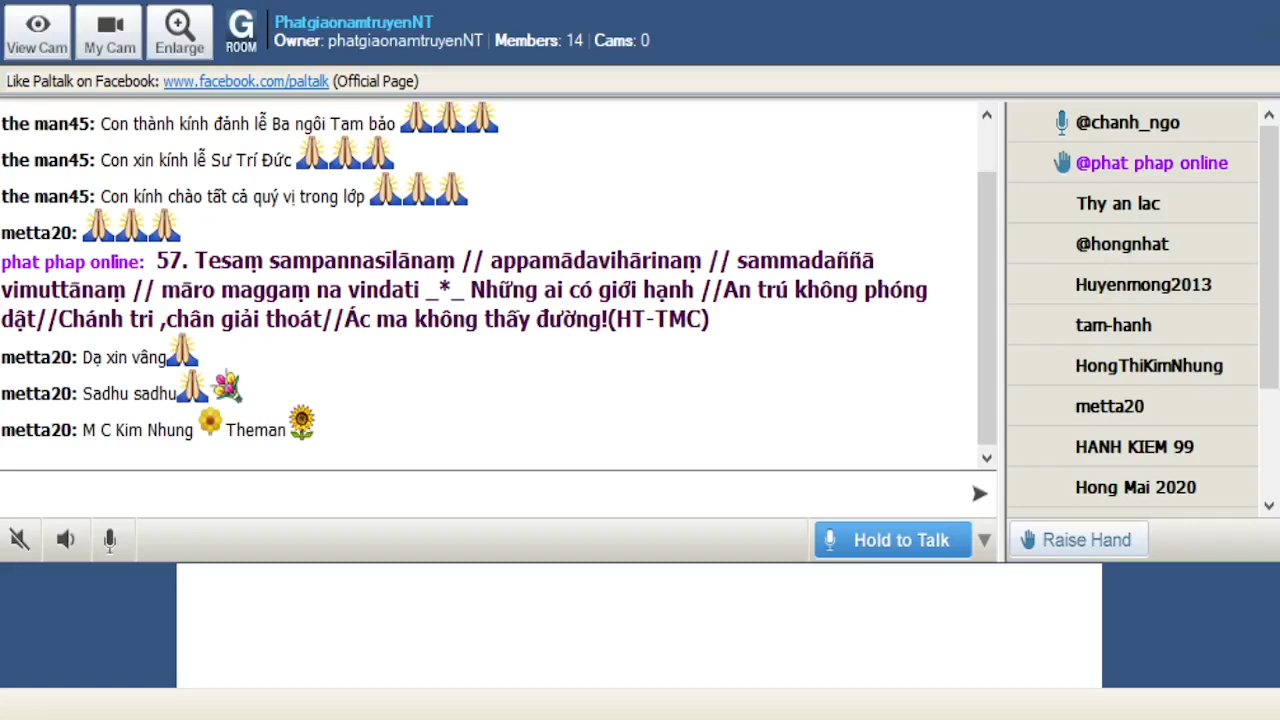 View Cam
My Cam
Enlarge
G
ROOM
PhatgiaonamtruyenNT
Owner: phatgiaonamtruyenNT | Members: 14 | Cams: 0
Like Paltalk on Facebook: www.facebook.com/paltalk (Official Page)
the man45: Con thành kính đảnh lễ Ba ngôi Tam bảo
the man45: Con xin kính lễ Sư Trí Đức
the man45: Con kính chào tất cả quý vị trong lớp
metta20:
phat phap online: 57. Tesaṃ sampannasīlānaṃ // appamādavihārinaṃ // sammadaññā
vimuttānaṃ // māro maggaṃ na vindati _*_ Những ai có giới hạnh //An trú không phóng
dật//Chánh tri ,chân giải thoát//Ác ma không thấy đường!(HT-TMC)
metta20: Dạ xin vâng
metta20: Sadhu sadhu
metta20: M C Kim Nhung Theman
@chanh_ngo
@phat phap online
Thy an lac
@hongnhat
Huyenmong2013
tam-hanh
HongThiKimNhung
metta20
HANH KIEM 99
Hong Mai 2020
Hold to Talk
Raise Hand